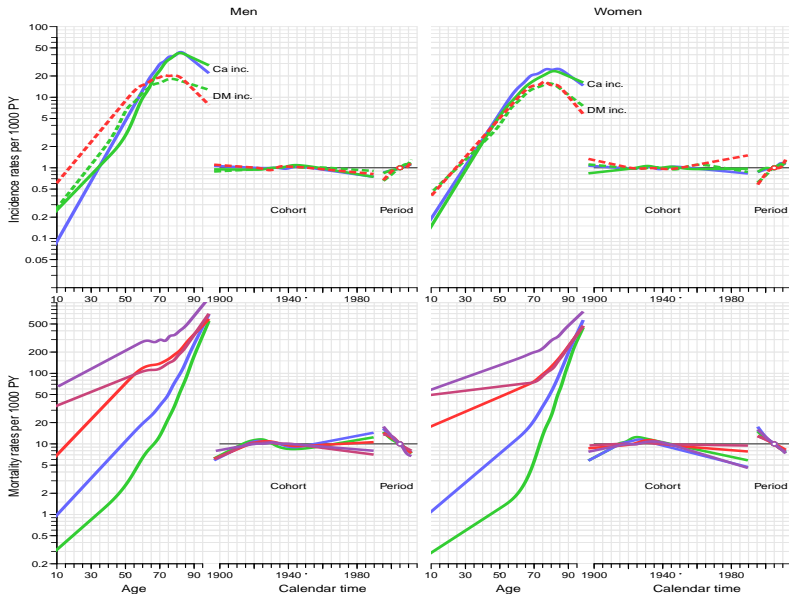 Men
Women
100
50
20
10
5
2
1
0.5
0.2
0.1
0.05
Incidence rates per 1000 PY
Ca inc.
DM inc.
Cohort
Period
Ca inc.
DM inc.
Cohort
Period
10 30 50 70 90 1900 1940 1980
10 30 50 70 90 1900 1940 1980
500
200
100
50
20
10
5
2
1
0.5
0.2
Mortality rates per 1000 PY
Cohort
Period
Cohort
Period
10 30 50 70 90 1900 1940 1980
10 30 50 70 90 1900 1940 1980
Age
Calendar time
Age
Calendar time